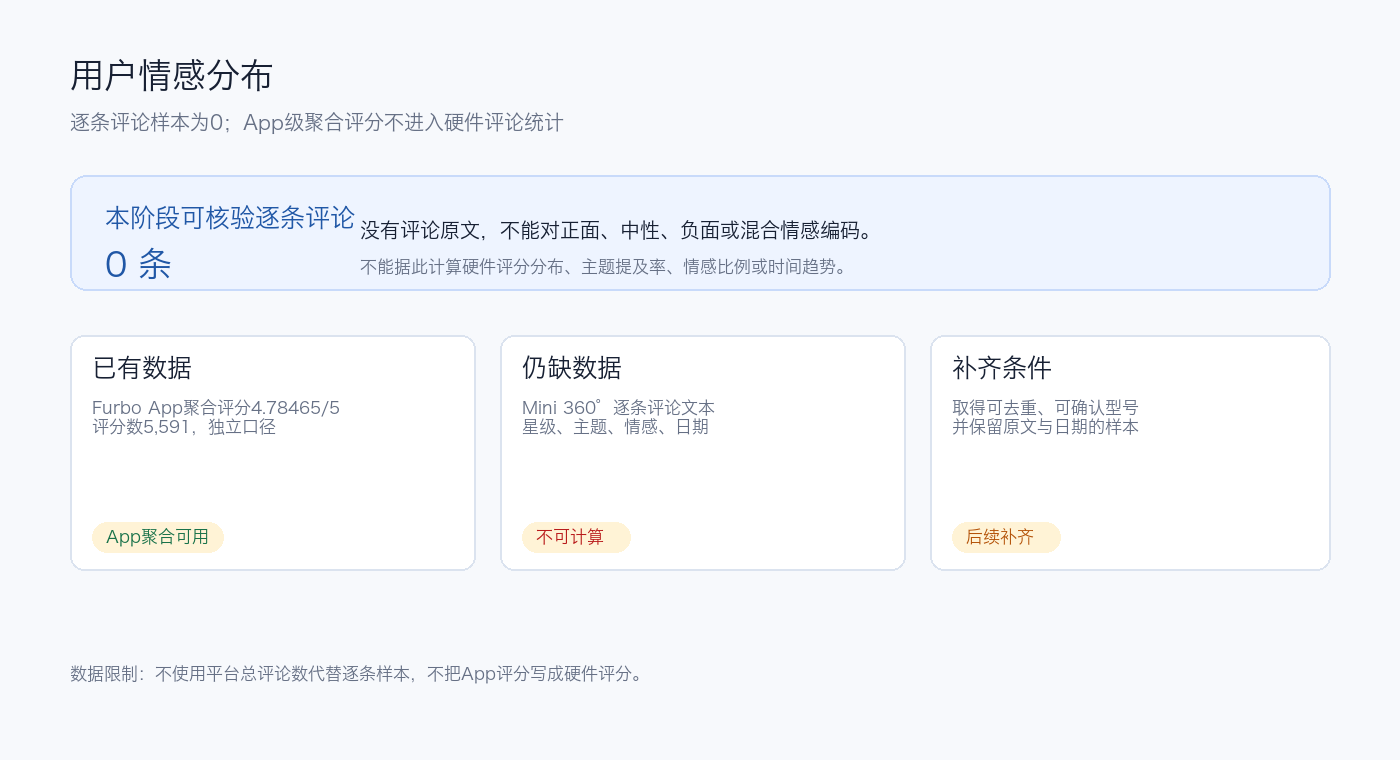 用户情感分布
逐条评论样本为0；App级聚合评分不进入硬件评论统计
本阶段可核验逐条评论
0 条
没有评论原文，不能对正面、中性、负面或混合情感编码。
不能据此计算硬件评分分布、主题提及率、情感比例或时间趋势。
已有数据
Furbo App聚合评分4.78465/5
评分数5,591，独立口径
App聚合可用
仍缺数据
Mini 360° 逐条评论文本
星级、主题、情感、日期
不可计算
补齐条件
取得可去重、可确认型号
并保留原文与日期的样本
后续补齐
数据限制：不使用平台总评论数代替逐条样本，不把App评分写成硬件评分。